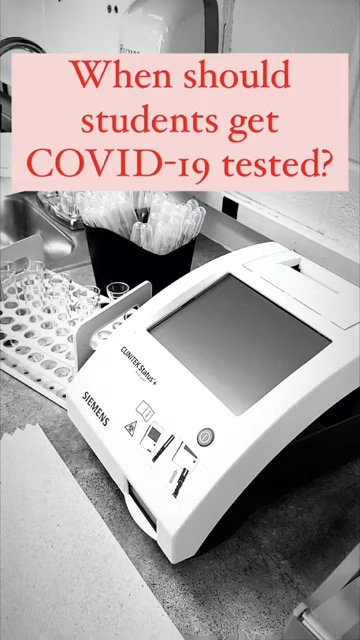 When should
students get
COVID-19 tested?
CLINITEK Status+
SIEMENS